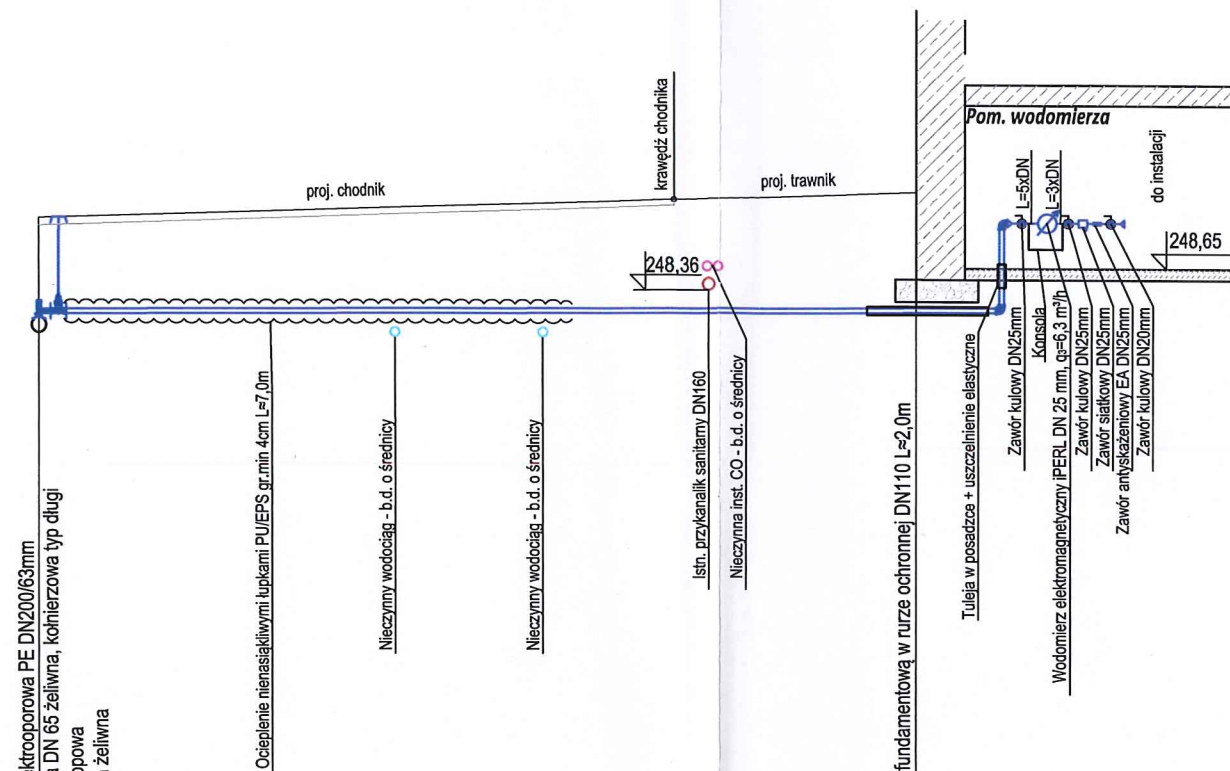 krawędź chodnika
proj. chodnik
proj. trawnik
Pom. wodomierza
do instalacji
L=5xDN
L=3xDN
248,36
248,65
PE DN200/63mm
DN 65 żeliwna, kołnierzowa typ długi
żeliwna
Ocieplenie nienasiąkliwymi łupkami PU/EPS gr.min 4cm L≈7,0m
Nieczynny wodociąg - b.d. o średnicy
Nieczynny wodociąg - b.d. o średnicy
Istn. przykanalik sanitarny DN160
Nieczynna inst. CO - b.d. o średnicy
fundamentową w rurze ochronnej DN110 L≈2,0m
Tuleja w posadzce + uszczelnienie elastyczne
Zawór kulowy DN25mm
Konsola
Wodomierz elektromagnetyczny iPERL DN 25 mm, q₃=6,3 m³/h
Zawór kulowy DN25mm
Zawór siatkowy DN25mm
Zawór antyskażeniowy EA DN25mm
Zawór kulowy DN20mm